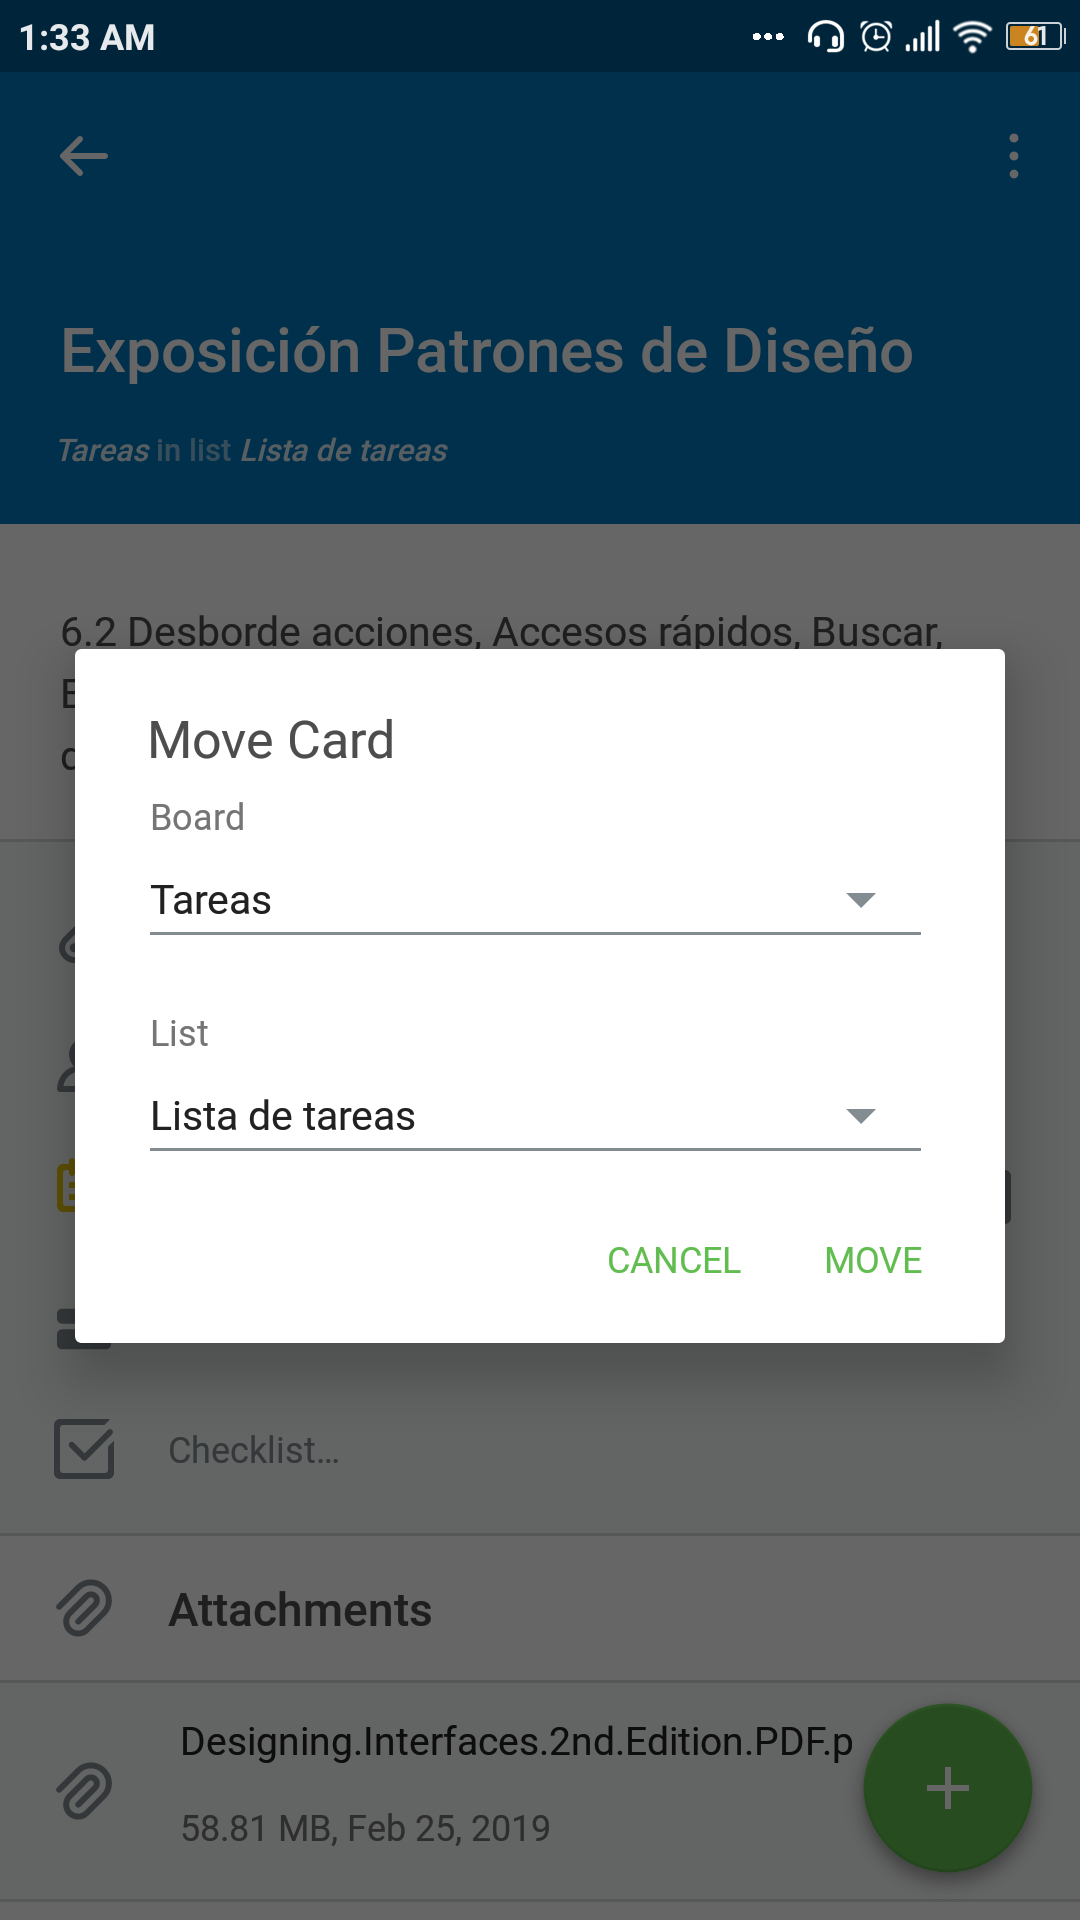 1:33 AM
61
Exposición Patrones de Diseño
Tareas in list Lista de tareas
6.2 Desborde acciones, Accesos rápidos, Buscar,
Move Card
Board
Tareas
List
Lista de tareas
CANCEL MOVE
Checklist...
Attachments
Designing.Interfaces.2nd.Edition.PDF.p
58.81 MB, Feb 25, 2019